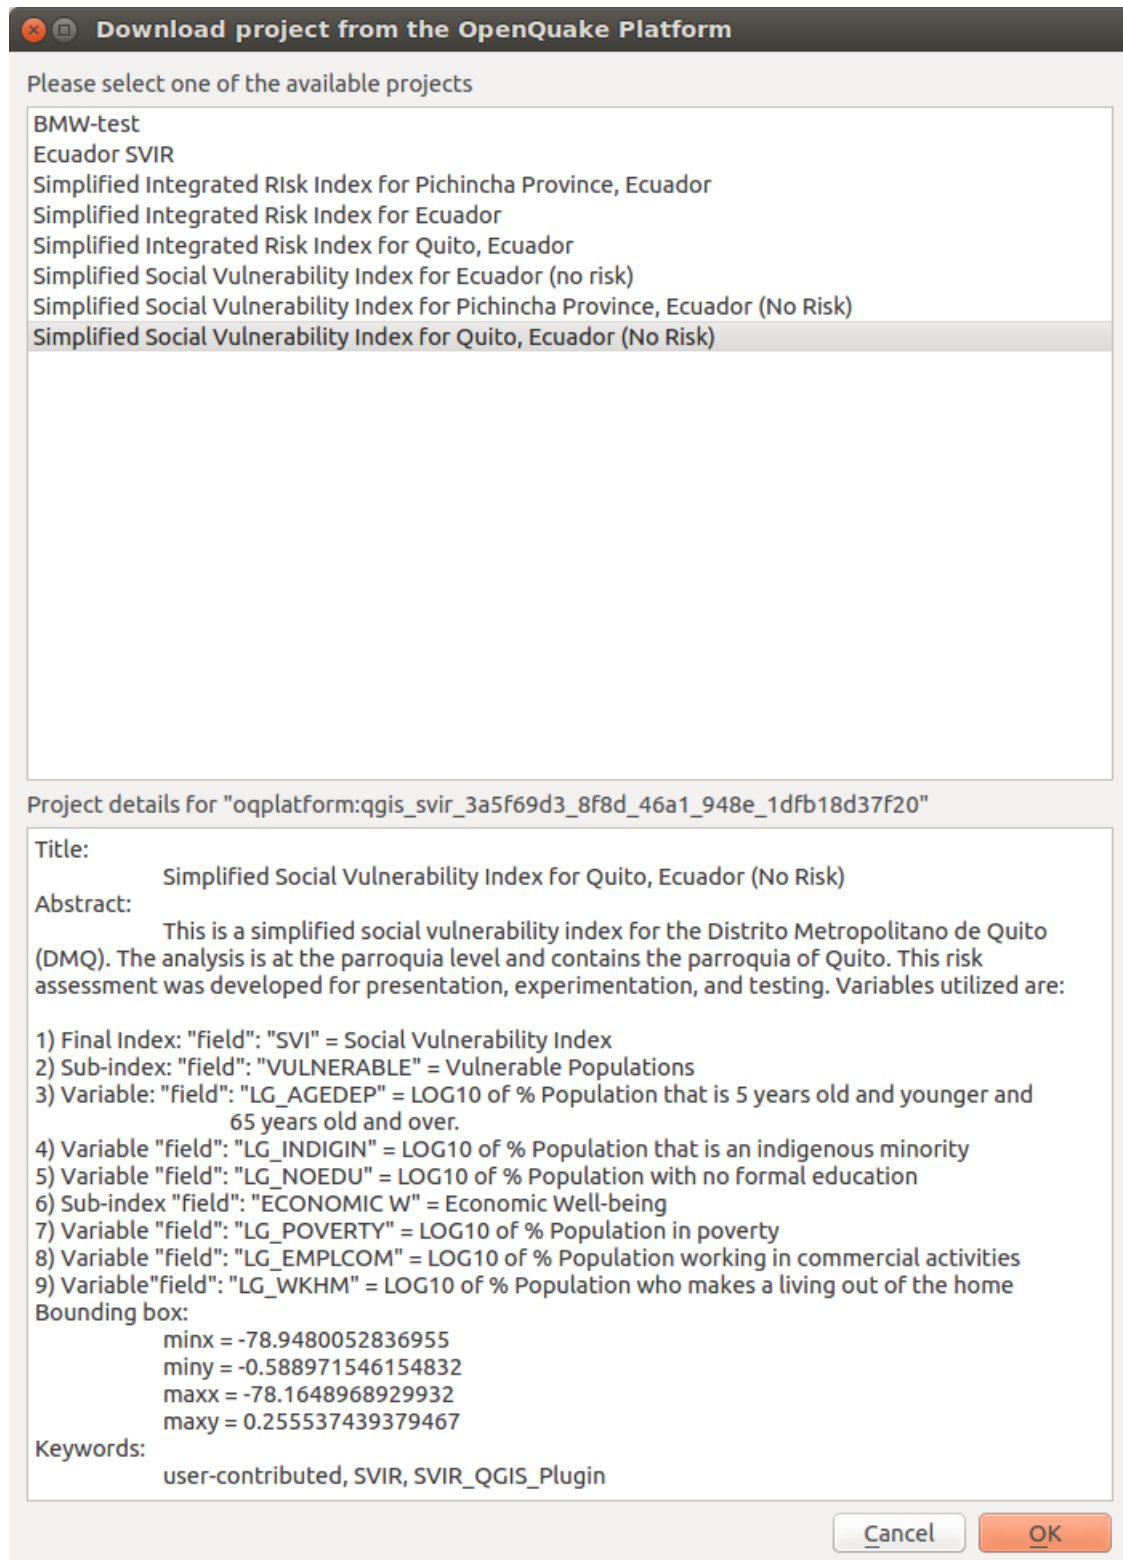 Download project from the OpenQuake Platform
Please select one of the available projects
BMW-test
Ecuador SVIR
Simplified Integrated RIsk Index for Pichincha Province, Ecuador
Simplified Integrated Risk Index for Ecuador
Simplified Integrated Risk Index for Quito, Ecuador
Simplified Social Vulnerability Index for Ecuador (no risk)
Simplified Social Vulnerability Index for Pichincha Province, Ecuador (No Risk)
Simplified Social Vulnerability Index for Quito, Ecuador (No Risk)
Project details for "oqplatform:qgis_svir_3a5f69d3_8f8d_46a1_948e_1dfb18d37f20"
Title:
Simplified Social Vulnerability Index for Quito, Ecuador (No Risk)
Abstract:
This is a simplified social vulnerability index for the Distrito Metropolitano de Quito
(DMQ). The analysis is at the parroquia level and contains the parroquia of Quito. This risk
assessment was developed for presentation, experimentation, and testing. Variables utilized are:
1) Final Index: "field": "SVI" = Social Vulnerability Index
2) Sub-index: "field": "VULNERABLE" = Vulnerable Populations
3) Variable: "field": "LG_AGEDEP" = LOG10 of % Population that is 5 years old and younger and
65 years old and over.
4) Variable "field": "LG_INDIGIN" = LOG10 of % Population that is an indigenous minority
5) Variable "field": "LG_NOEDU" = LOG10 of % Population with no formal education
6) Sub-index "field": "ECONOMIC W" = Economic Well-being
7) Variable "field": "LG_POVERTY" = LOG10 of % Population in poverty
8) Variable "field": "LG_EMPLCOM" = LOG10 of % Population working in commercial activities
9) Variable"field": "LG_WKHM" = LOG10 of % Population who makes a living out of the home
Bounding box:
minx = -78.9480052836955
miny = -0.588971546154832
maxx = -78.1648968929932
maxy = 0.255537439379467
Keywords:
user-contributed, SVIR, SVIR_QGIS_Plugin
Cancel OK